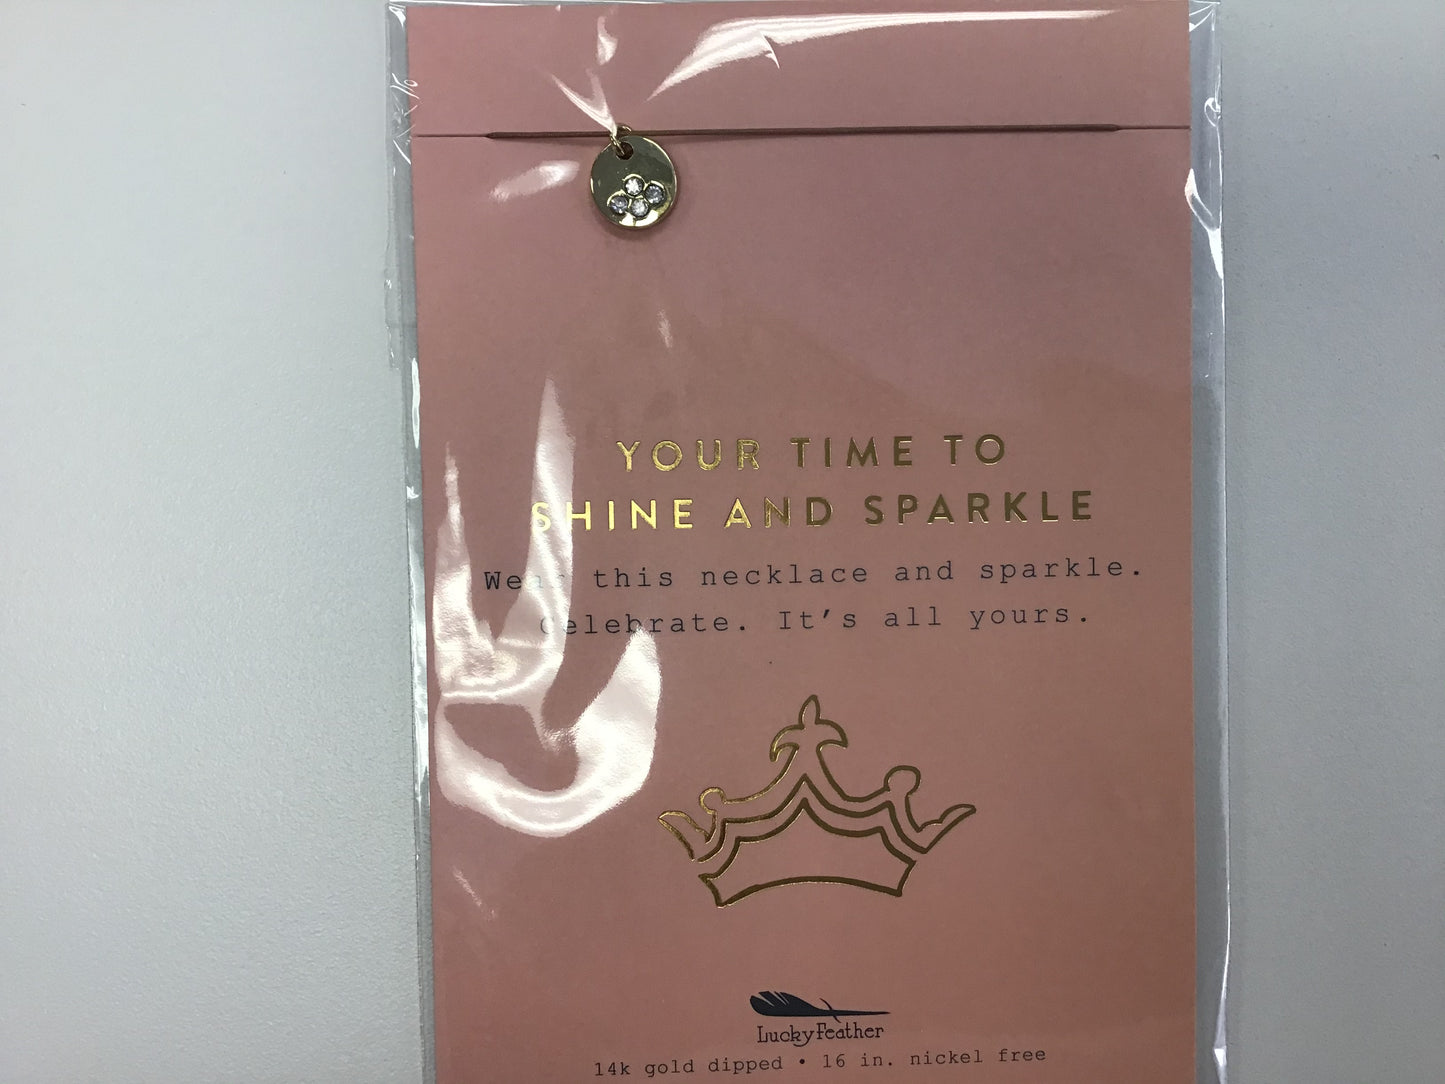 YOUR TIME TO
SHINE AND SPARKLE
Wear this necklace and sparkle.
Celebrate. It's all yours.
LuckyFeather
14k gold dipped • 16 in. nickel free